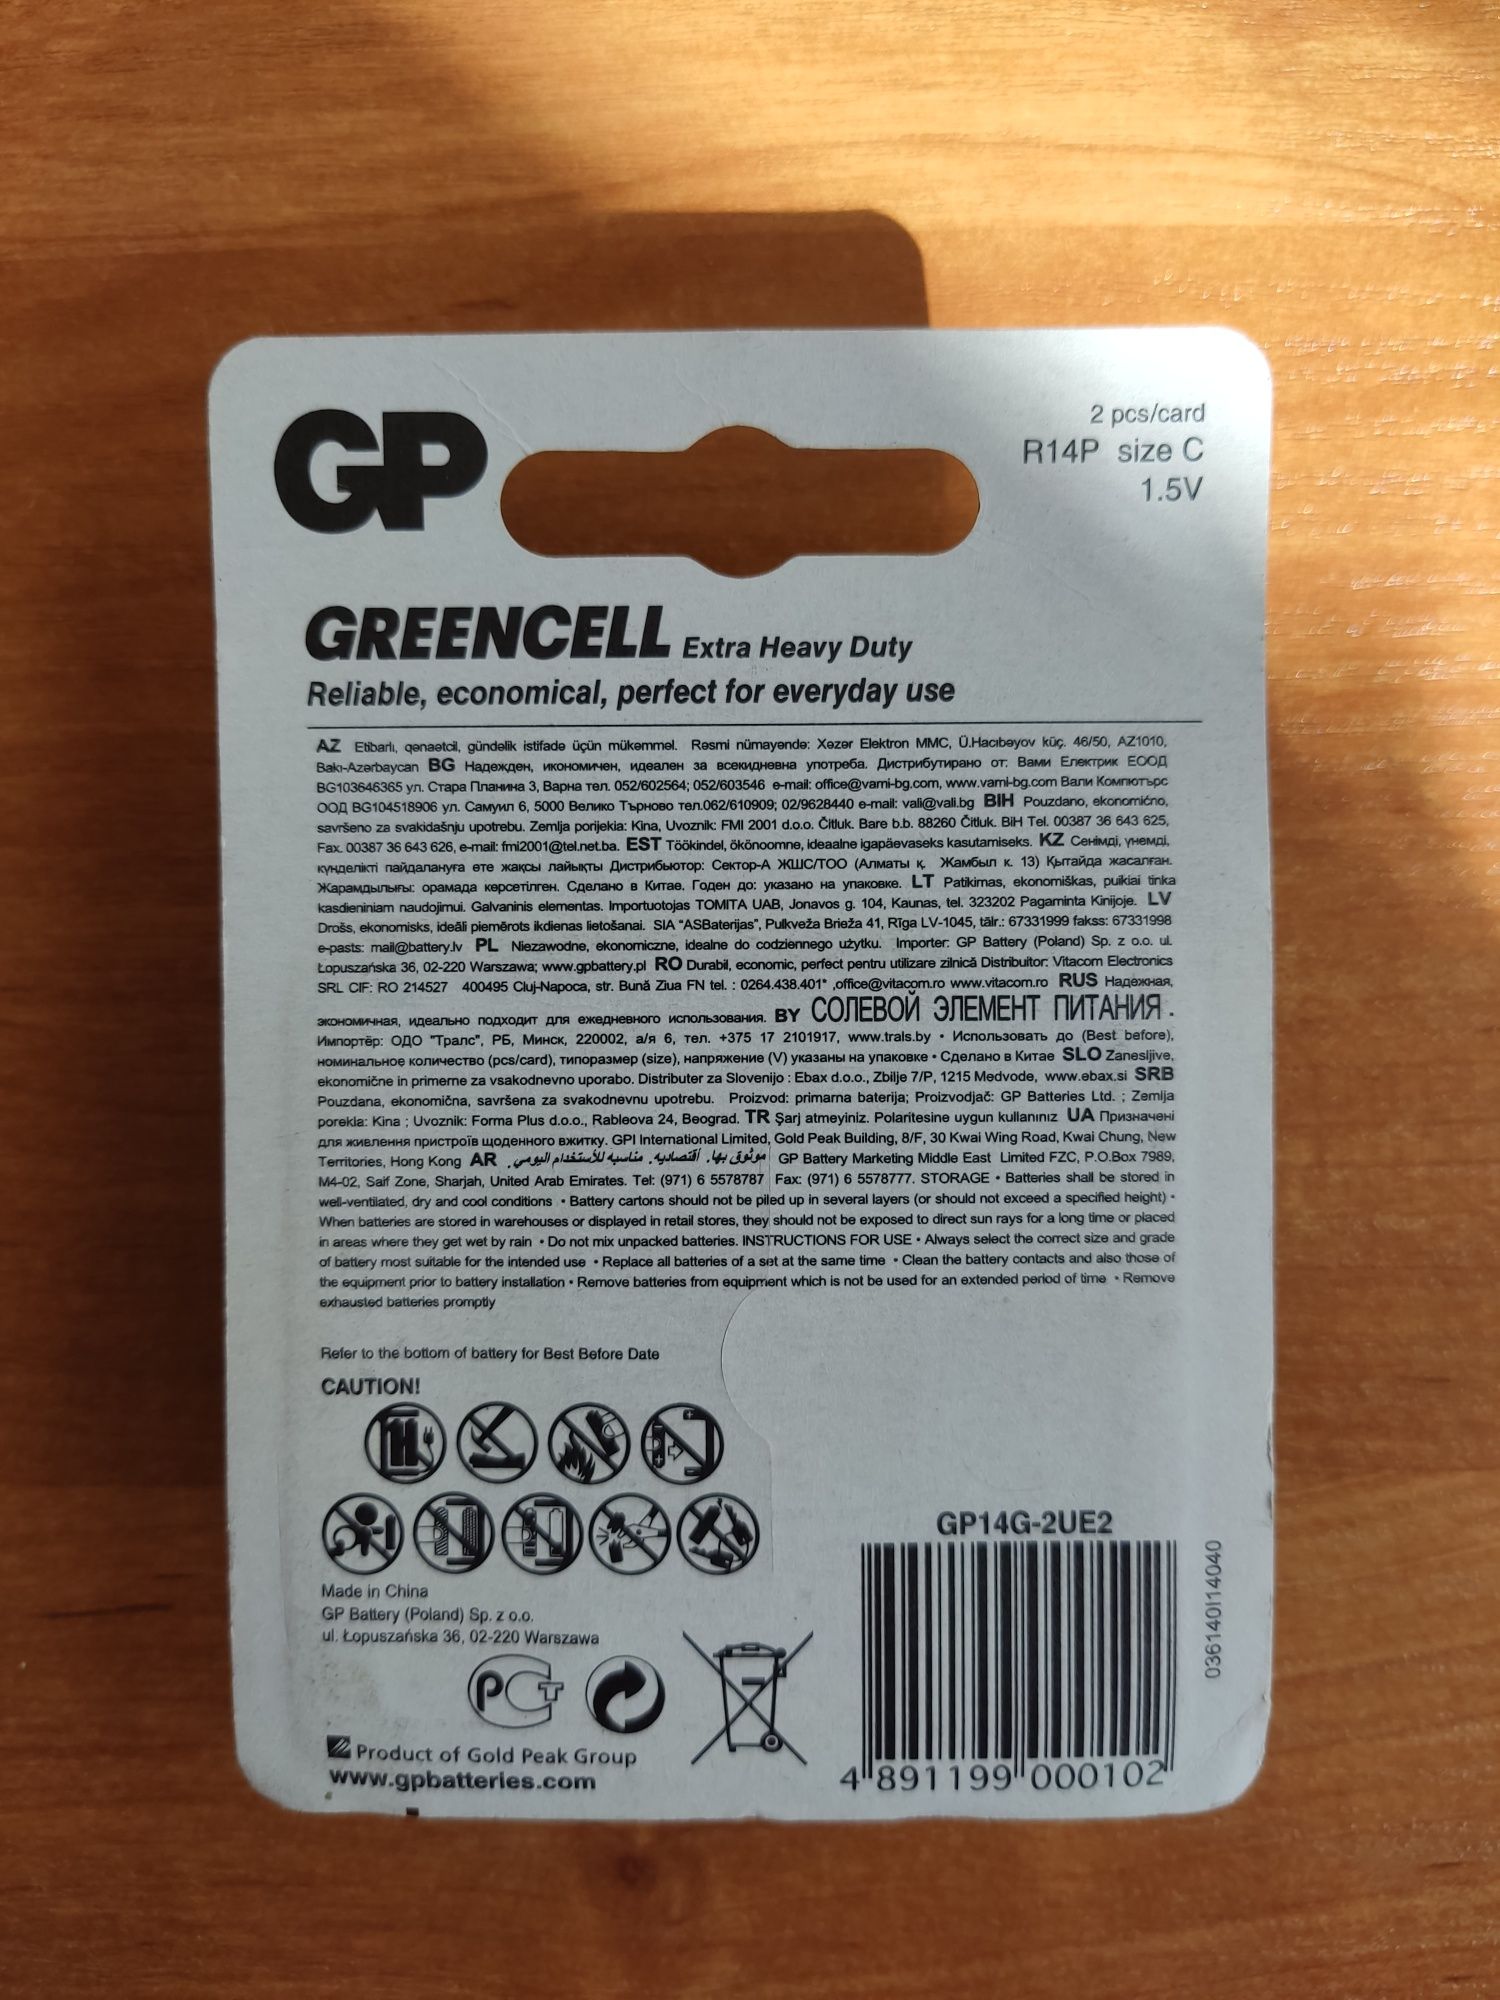 GP
2 pcs/card
R14P size C
1.5V
GREENCELL Extra Heavy Duty
Reliable, economical, perfect for everyday use
AZ Etibarlı, qənaətcil, gündəlik istifadə üçün mükəmməl. Rəsmi nümayəndə: Xəzər Elektron MMC, Ü.Hacıbəyov küç. 46/50, AZ1010,
Bakı-Azərbaycan BG Надежден, икономичен, идеален за всекидневна употреба. Дистрибутирано от: Вами Електрик ЕООД
BG103646365 ул. Стара Планина 3, Варна тел. 052/602564; 052/603546 e-mail: office@vami-bg.com, www.vami-bg.com Вали Компютърс
ООД BG104518906 ул. Самуил 6, 5000 Велико Търново тел.062/610909; 02/9628440 e-mail: vali@vali.bg BIH Pouzdano, ekonomično,
savršeno za svakidašnju upotrebu. Zemlja porijekla: Kina, Uvoznik: FMI 2001 d.o.o. Čitluk. Bare b.b. 88260 Čitluk. BiH Tel. 00387 36 643 625,
Fax. 00387 36 643 626, e-mail: fmi2001@tel.net.ba. EST Töökindel, ökönoomne, ideaalne igapäevaseks kasutamiseks. KZ Сенімді, үнемді,
күнделікті пайдалануға өте жақсы лайықты Дистрибьютор: Сектор-А ЖШС/ТОО (Алматы қ. Жамбыл к. 13) Қытайда жасалған.
Жарамдылығы: орамада көрсетілген. Сделано в Китае. Годен до: указано на упаковке. LT Patikimas, ekonomiškas, puikiai tinka
kasdieniniam naudojimui. Galvaninis elementas. Importuotojas TOMITA UAB, Jonavos g. 104, Kaunas, tel. 323202 Pagaminta Kinijoje. LV
Drošs, ekonomisks, ideāli piemērots ikdienas lietošanai. SIA "ASBaterijas", Pulkveža Brieža 41, Rīga LV-1045, tālr.: 67331999 fakss: 67331998
e-pasts: mail@battery.lv PL Niezawodne, ekonomiczne, idealne do codziennego użytku. Importer: GP Battery (Poland) Sp. z o.o. ul.
Łopuszańska 36, 02-220 Warszawa; www.gpbattery.pl RO Durabil, economic, perfect pentru utilizare zilnică Distribuitor: Vitacom Electronics
SRL CIF: RO 214527 400495 Cluj-Napoca, str. Bună Ziua FN tel. : 0264.438.401* ,office@vitacom.ro www.vitacom.ro RUS Надежная,
экономичная, идеально подходит для ежедневного использования. BY СОЛЕВОЙ ЭЛЕМЕНТ ПИТАНИЯ .
Импортёр: ОДО "Тралс", РБ, Минск, 220002, а/я 6, тел. +375 17 2101917, www.trals.by • Использовать до (Best before),
номинальное количество (pcs/card), типоразмер (size), напряжение (V) указаны на упаковке • Сделано в Китае SLO Zanesljive,
ekonomične in primerne za vsakodnevno uporabo. Distributer za Slovenijo : Ebax d.o.o., Zbilje 7/P, 1215 Medvode, www.ebax.si SRB
Pouzdana, ekonomična, savršena za svakodnevnu upotrebu. Proizvod: primarna baterija; Proizvodjač: GP Batteries Ltd. ; Zemlja
porekla: Kina ; Uvoznik: Forma Plus d.o.o., Rableova 24, Beograd. TR Şarj atmeyiniz. Polaritesine uygun kullanınız UA Призначені
для живлення пристроїв щоденного вжитку. GPI International Limited, Gold Peak Building, 8/F, 30 Kwai Wing Road, Kwai Chung, New
Territories, Hong Kong AR موثوق بها. أقتصاديه. مناسبه للأستخدام اليومي. GP Battery Marketing Middle East Limited FZC, P.O.Box 7989,
M4-02, Saif Zone, Sharjah, United Arab Emirates. Tel: (971) 6 5578787 Fax: (971) 6 5578777. STORAGE • Batteries shall be stored in
well-ventilated, dry and cool conditions • Battery cartons should not be piled up in several layers (or should not exceed a specified height) •
When batteries are stored in warehouses or displayed in retail stores, they should not be exposed to direct sun rays for a long time or placed
in areas where they get wet by rain • Do not mix unpacked batteries. INSTRUCTIONS FOR USE • Always select the correct size and grade
of battery most suitable for the intended use • Replace all batteries of a set at the same time • Clean the battery contacts and also those of
the equipment prior to battery installation • Remove batteries from equipment which is not be used for an extended period of time • Remove
exhausted batteries promptly
Refer to the bottom of battery for Best Before Date
CAUTION!
Made in China
GP Battery (Poland) Sp. z o.o.
ul. Łopuszańska 36, 02-220 Warszawa
Product of Gold Peak Group
www.gpbatteries.com
GP14G-2UE2
4 891199 000102
036140I14040